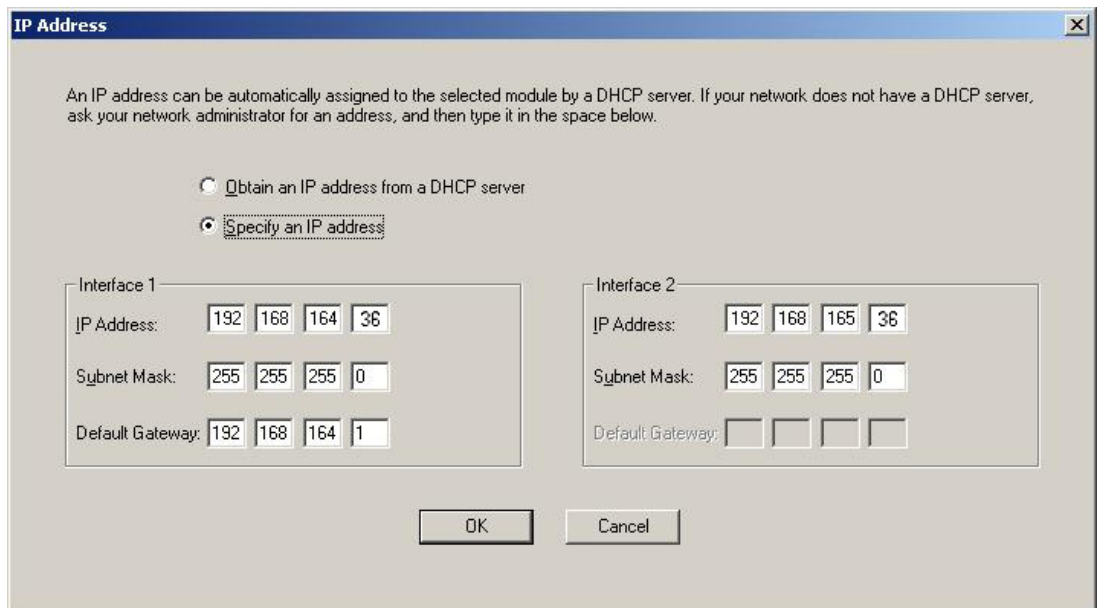 IP Address
An IP address can be automatically assigned to the selected module by a DHCP server. If your network does not have a DHCP server,
ask your network administrator for an address, and then type it in the space below.
Obtain an IP address from a DHCP server
Specify an IP address
Interface 1
IP Address: 192 168 164 36
Subnet Mask: 255 255 255 0
Default Gateway: 192 168 164 1
Interface 2
IP Address: 192 168 165 36
Subnet Mask: 255 255 255 0
Default Gateway:
OK
Cancel